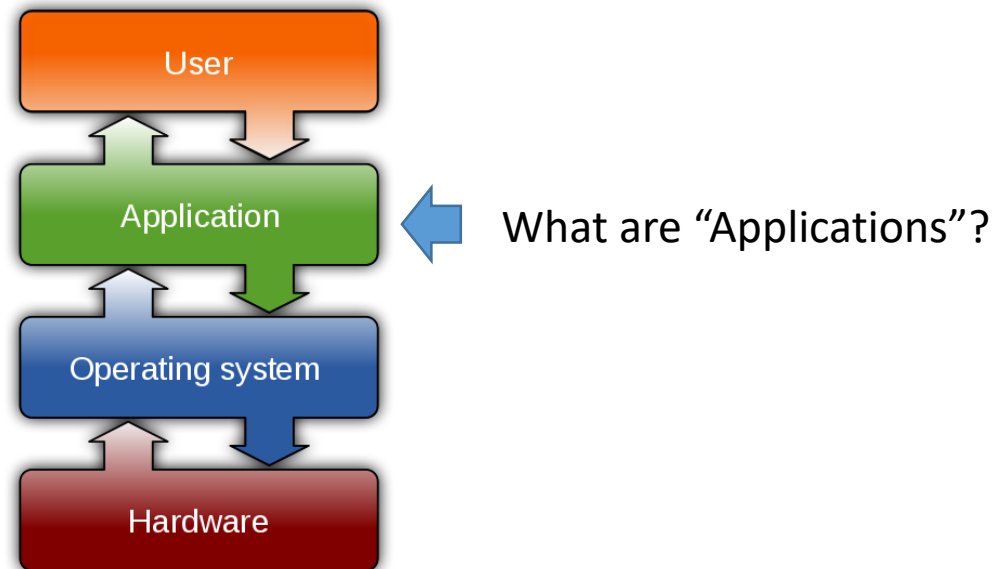 User
Application
What are “Applications”?
Operating system
Hardware